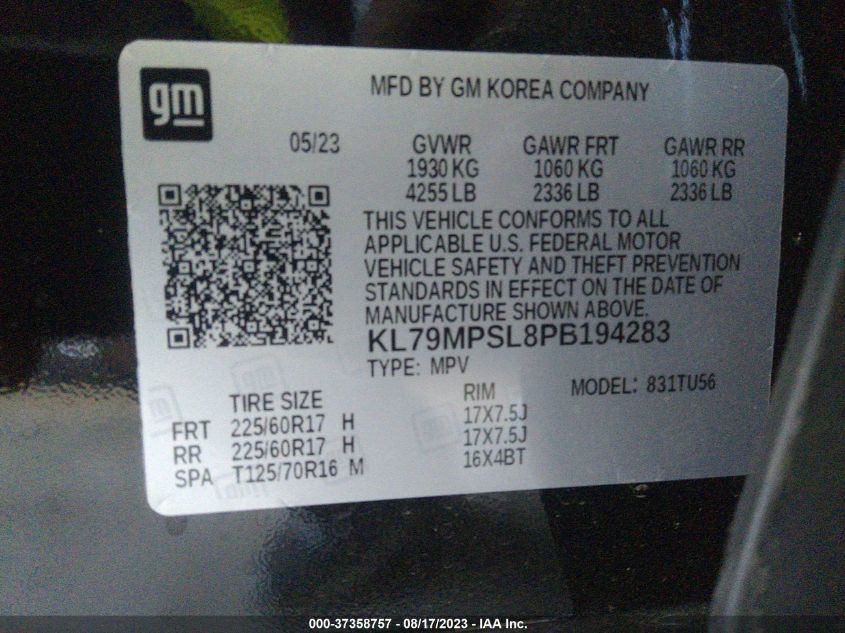 gm
MFD BY GM KOREA COMPANY
05/23
GVWR GAWR FRT GAWR RR
1930 KG 1060 KG 1060 KG
4255 LB 2336 LB 2336 LB
THIS VEHICLE CONFORMS TO ALL
APPLICABLE U.S. FEDERAL MOTOR
VEHICLE SAFETY AND THEFT PREVENTION
STANDARDS IN EFFECT ON THE DATE OF
MANUFACTURE SHOWN ABOVE.
KL79MPSL8PB194283
TYPE: MPV
MODEL: 831TU56
TIRE SIZE RIM
FRT 225/60R17 H 17X7.5J
RR 225/60R17 H 17X7.5J
SPA T125/70R16 M 16X4BT
000-37358757 - 08/17/2023 - IAA Inc.